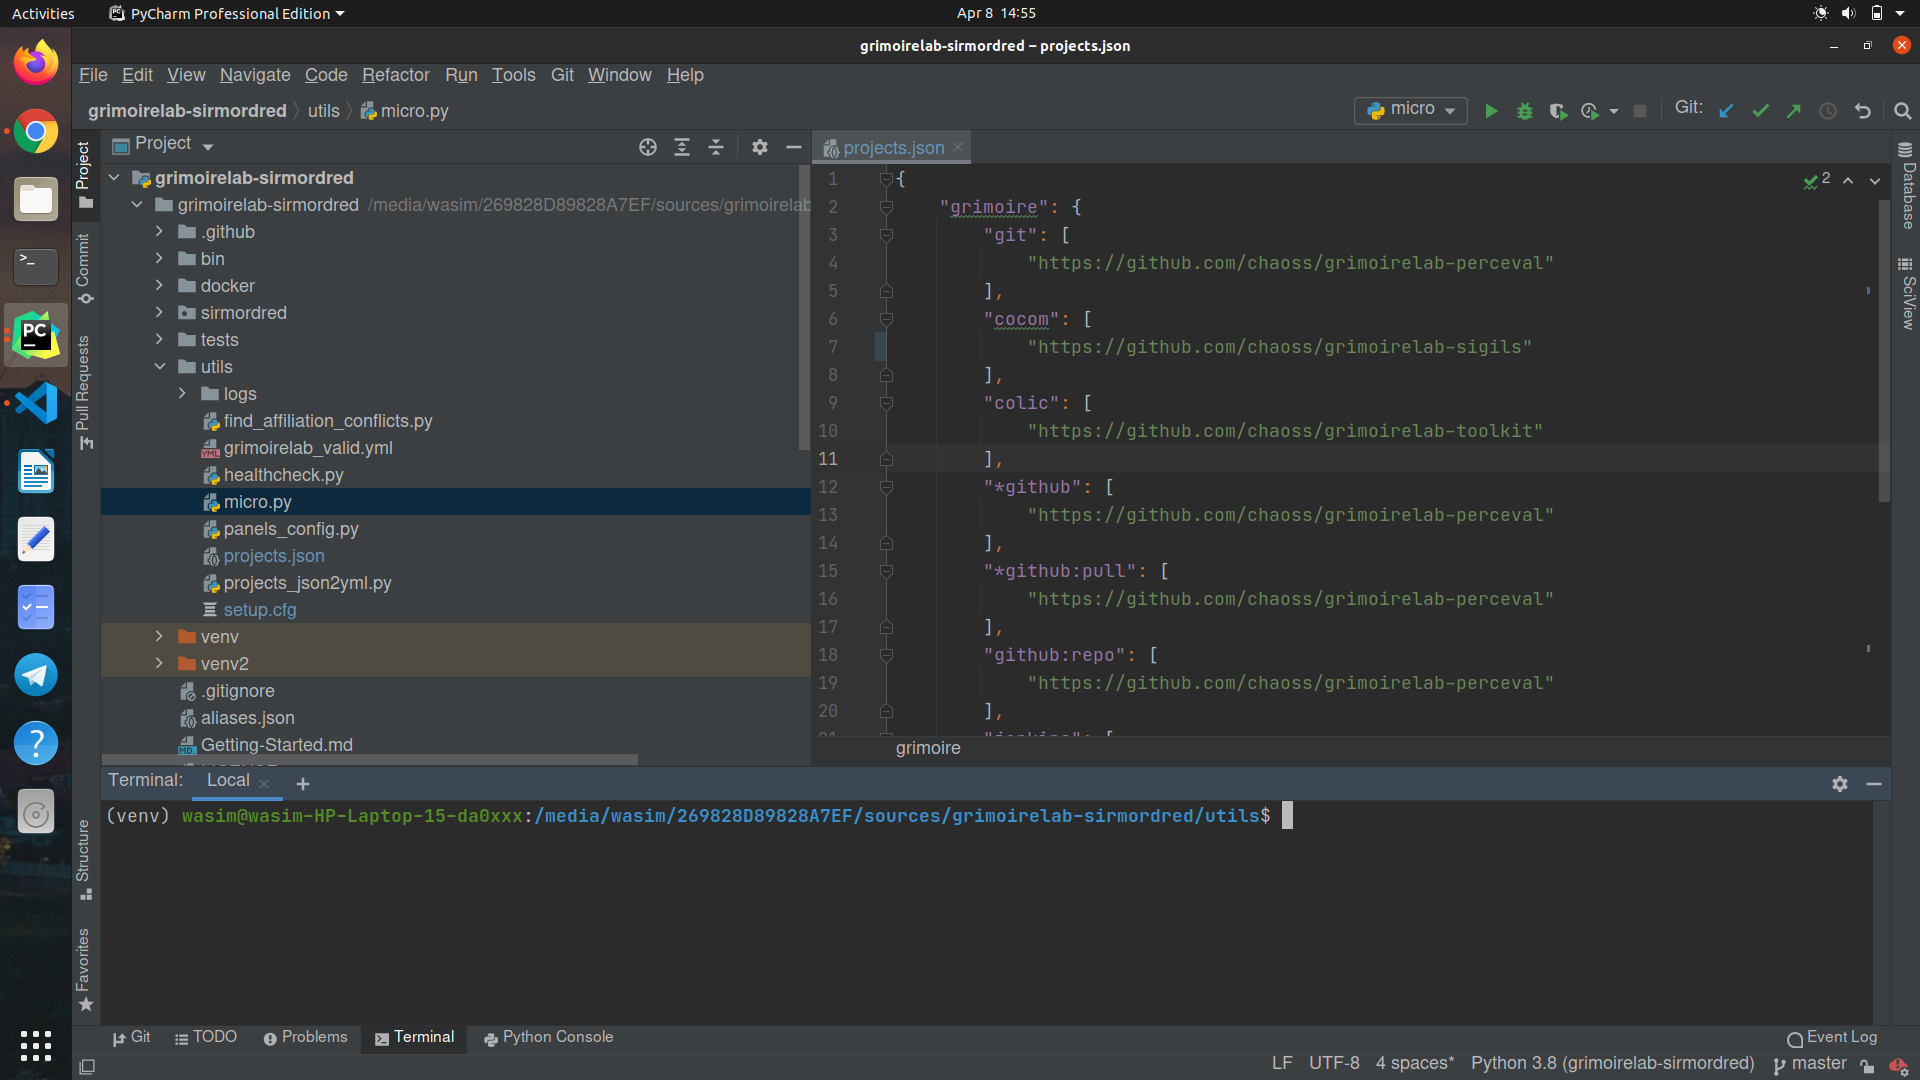 Activities
PyCharm Professional Edition
Apr 8 14:55
grimoirelab-sirmordred – projects.json
File Edit View Navigate Code Refactor Run Tools Git Window Help
grimoirelab-sirmordred utils micro.py
micro
Git:
Project
Commit
Pull Requests
Structure
Favorites
Project
grimoirelab-sirmordred
grimoirelab-sirmordred /media/wasim/269828D89828A7EF/sources/grimoirelab
.github
bin
docker
sirmordred
tests
utils
logs
find_affiliation_conflicts.py
grimoirelab_valid.yml
healthcheck.py
micro.py
panels_config.py
projects.json
projects_json2yml.py
setup.cfg
venv
venv2
.gitignore
aliases.json
Getting-Started.md
projects.json
2
1 {
2 "grimoire": {
3 "git": [
4 "https://github.com/chaoss/grimoirelab-perceval"
5 ],
6 "cocom": [
7 "https://github.com/chaoss/grimoirelab-sigils"
8 ],
9 "colic": [
10 "https://github.com/chaoss/grimoirelab-toolkit"
11 ],
12 "*github": [
13 "https://github.com/chaoss/grimoirelab-perceval"
14 ],
15 "*github:pull": [
16 "https://github.com/chaoss/grimoirelab-perceval"
17 ],
18 "github:repo": [
19 "https://github.com/chaoss/grimoirelab-perceval"
20 ],
grimoire
Database
SciView
Terminal: Local
(venv) wasim@wasim-HP-Laptop-15-da0xxx:/media/wasim/269828D89828A7EF/sources/grimoirelab-sirmordred/utils$
Git TODO Problems Terminal Python Console
Event Log
LF UTF-8 4 spaces* Python 3.8 (grimoirelab-sirmordred) master